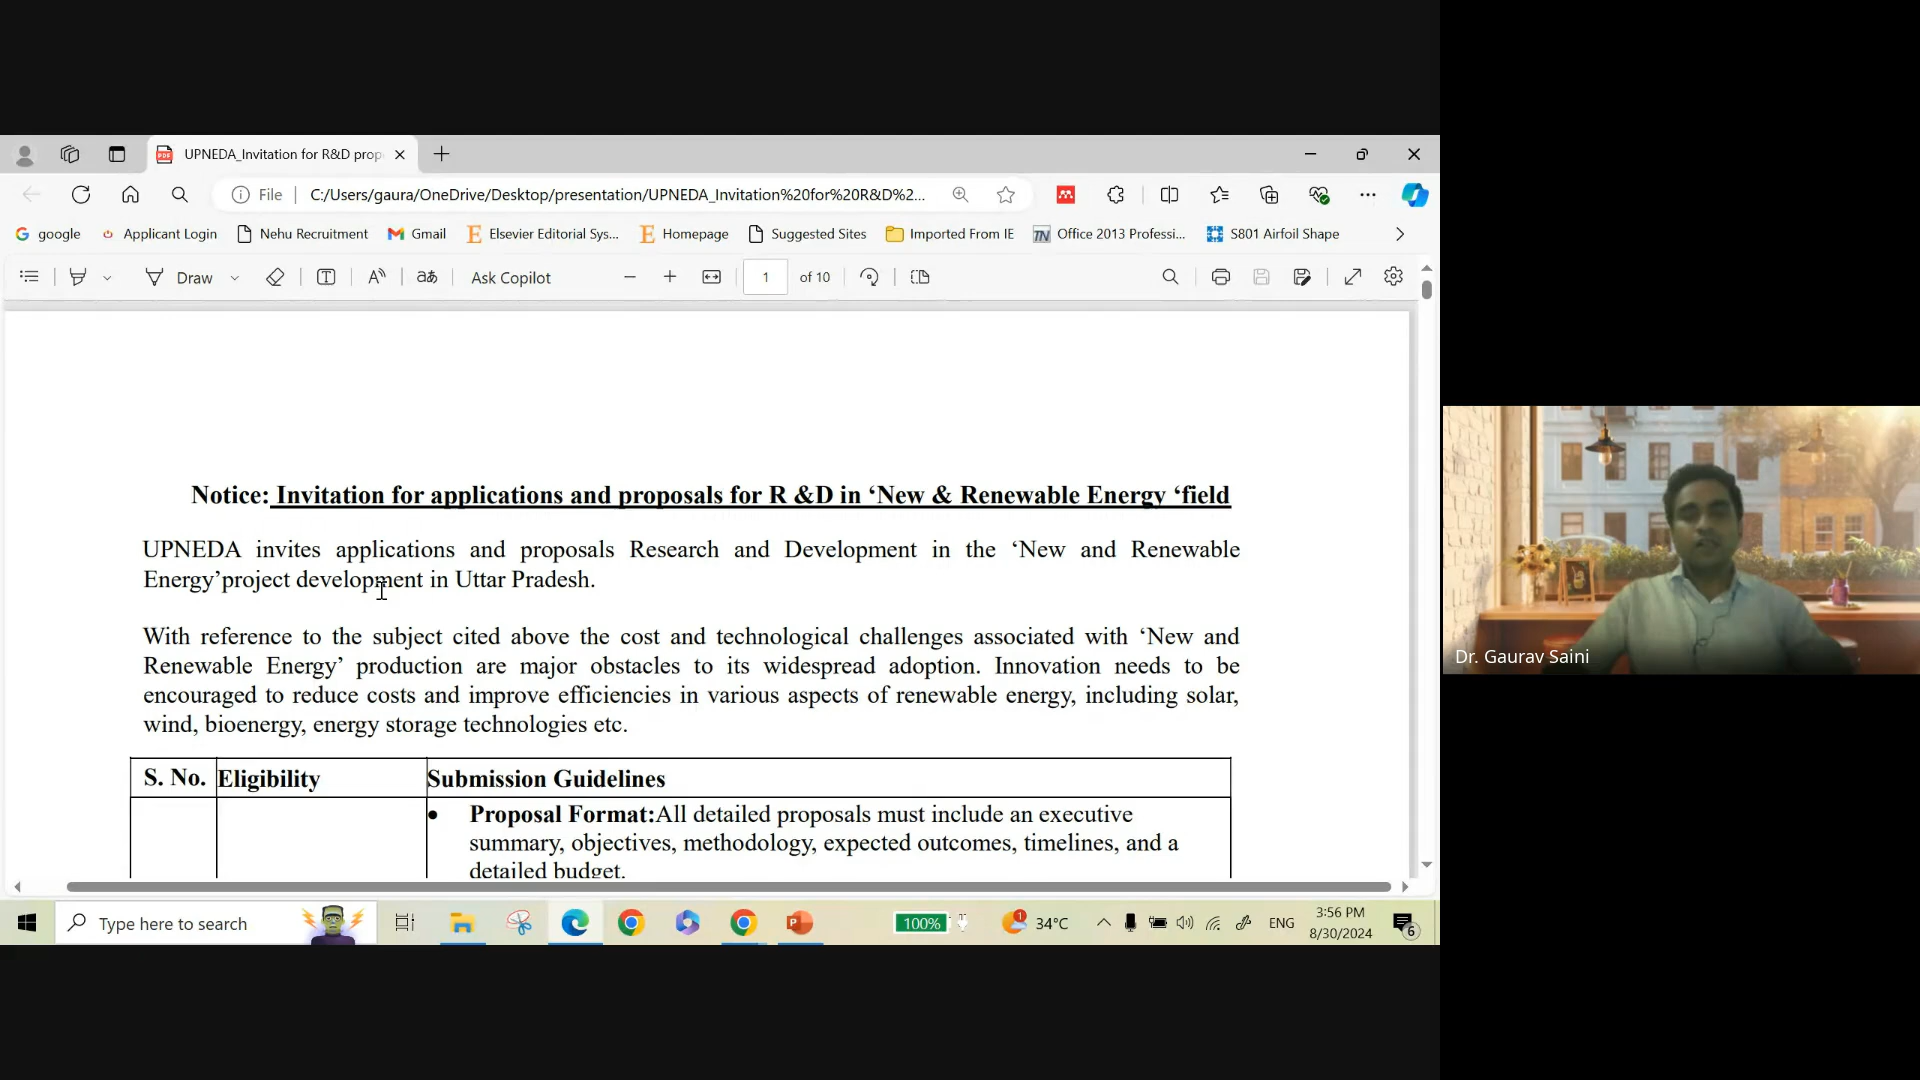 UPNEDA_Invitation for R&D prop
File
C:/Users/gaura/OneDrive/Desktop/presentation/UPNEDA_Invitation%20for%20R&D%2...
google
Applicant Login
Nehu Recruitment
Gmail
Elsevier Editorial Sys...
Homepage
Suggested Sites
Imported From IE
Office 2013 Professi...
S801 Airfoil Shape
Draw
Ask Copilot
1 of 10
Notice: Invitation for applications and proposals for R &D in ‘New & Renewable Energy ‘field
UPNEDA invites applications and proposals Research and Development in the ‘New and Renewable
Energy’project development in Uttar Pradesh.
With reference to the subject cited above the cost and technological challenges associated with ‘New and
Renewable Energy’ production are major obstacles to its widespread adoption. Innovation needs to be
encouraged to reduce costs and improve efficiencies in various aspects of renewable energy, including solar,
wind, bioenergy, energy storage technologies etc.
S. No. Eligibility Submission Guidelines
• Proposal Format:All detailed proposals must include an executive
summary, objectives, methodology, expected outcomes, timelines, and a
detailed budget.
Dr. Gaurav Saini
Type here to search
100%
1
34°C
ENG
3:56 PM
8/30/2024
6